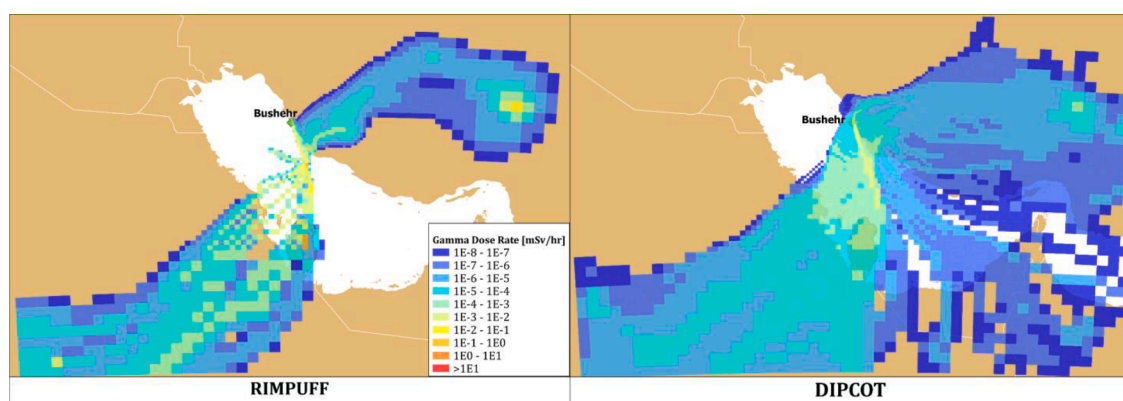 Bushehr
Bushehr
Gamma Dose Rate [mSv/hr]
1E-8 - 1E-7
1E-7 - 1E-6
1E-6 - 1E-5
1E-5 - 1E-4
1E-4 - 1E-3
1E-3 - 1E-2
1E-2 - 1E-1
1E-1 - 1E0
1E0 - 1E1
>1E1
RIMPUFF
DIPCOT